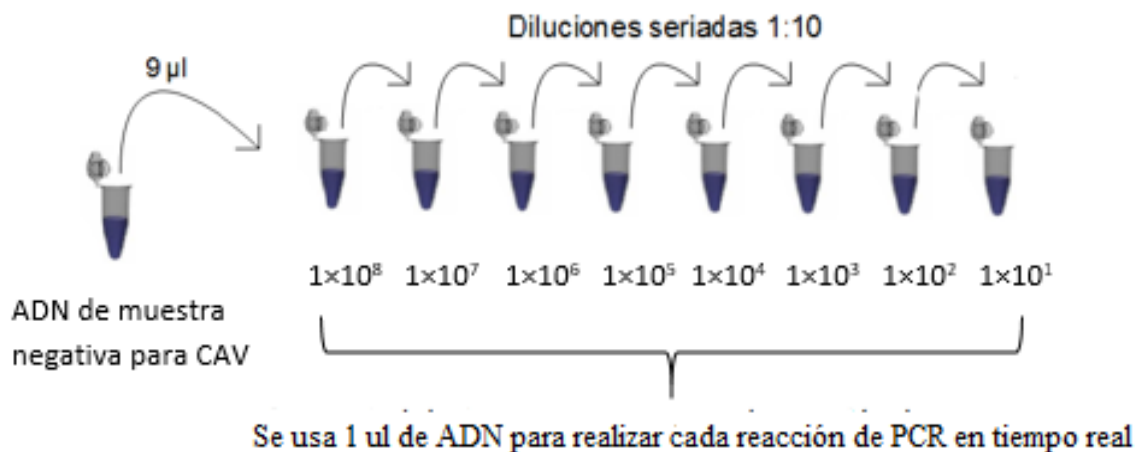 Diluciones seriadas 1:10
9 µl
1×10⁸ 1×10⁷ 1×10⁶ 1×10⁵ 1×10⁴ 1×10³ 1×10² 1×10¹
ADN de muestra
negativa para CAV
Se usa 1 ul de ADN para realizar cada reacción de PCR en tiempo real